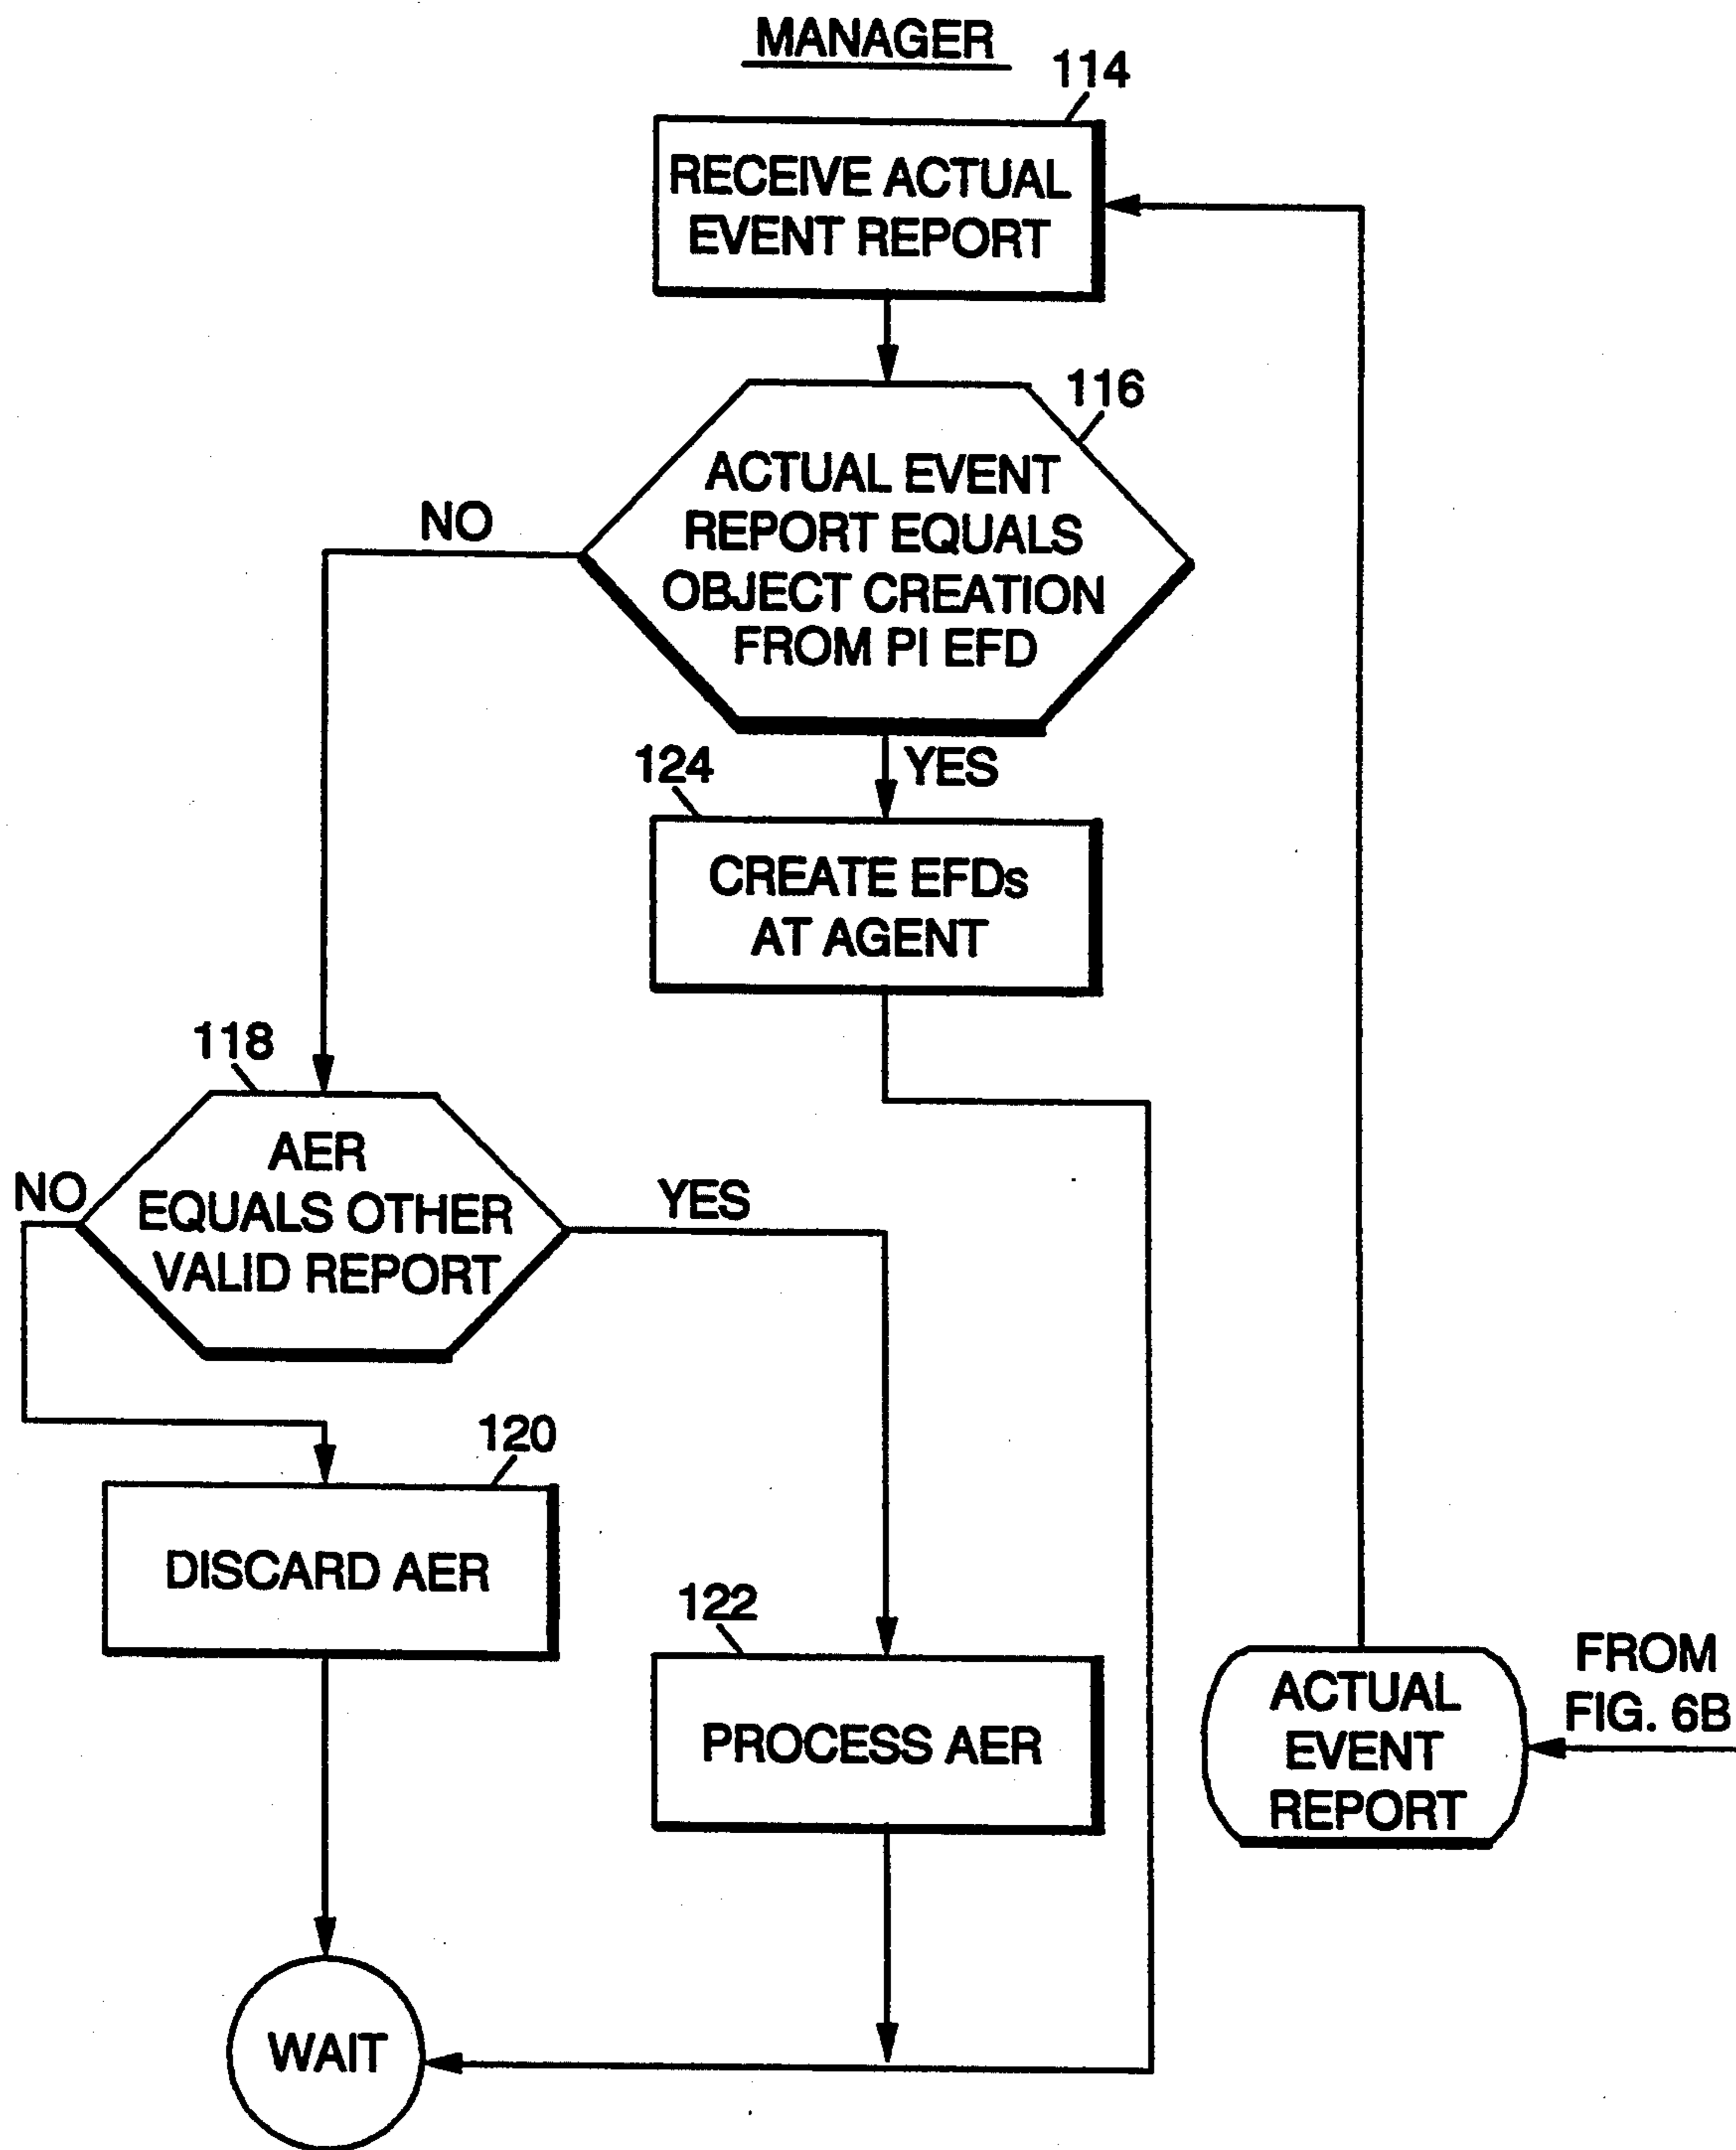 MANAGER
114
RECEIVE ACTUAL
EVENT REPORT
116
ACTUAL EVENT
REPORT EQUALS
OBJECT CREATION
FROM PI EFD
NO
YES
124
CREATE EFDs
AT AGENT
118
AER
EQUALS OTHER
VALID REPORT
NO
YES
120
DISCARD AER
122
PROCESS AER
ACTUAL
EVENT
REPORT
FROM
FIG. 6B
WAIT